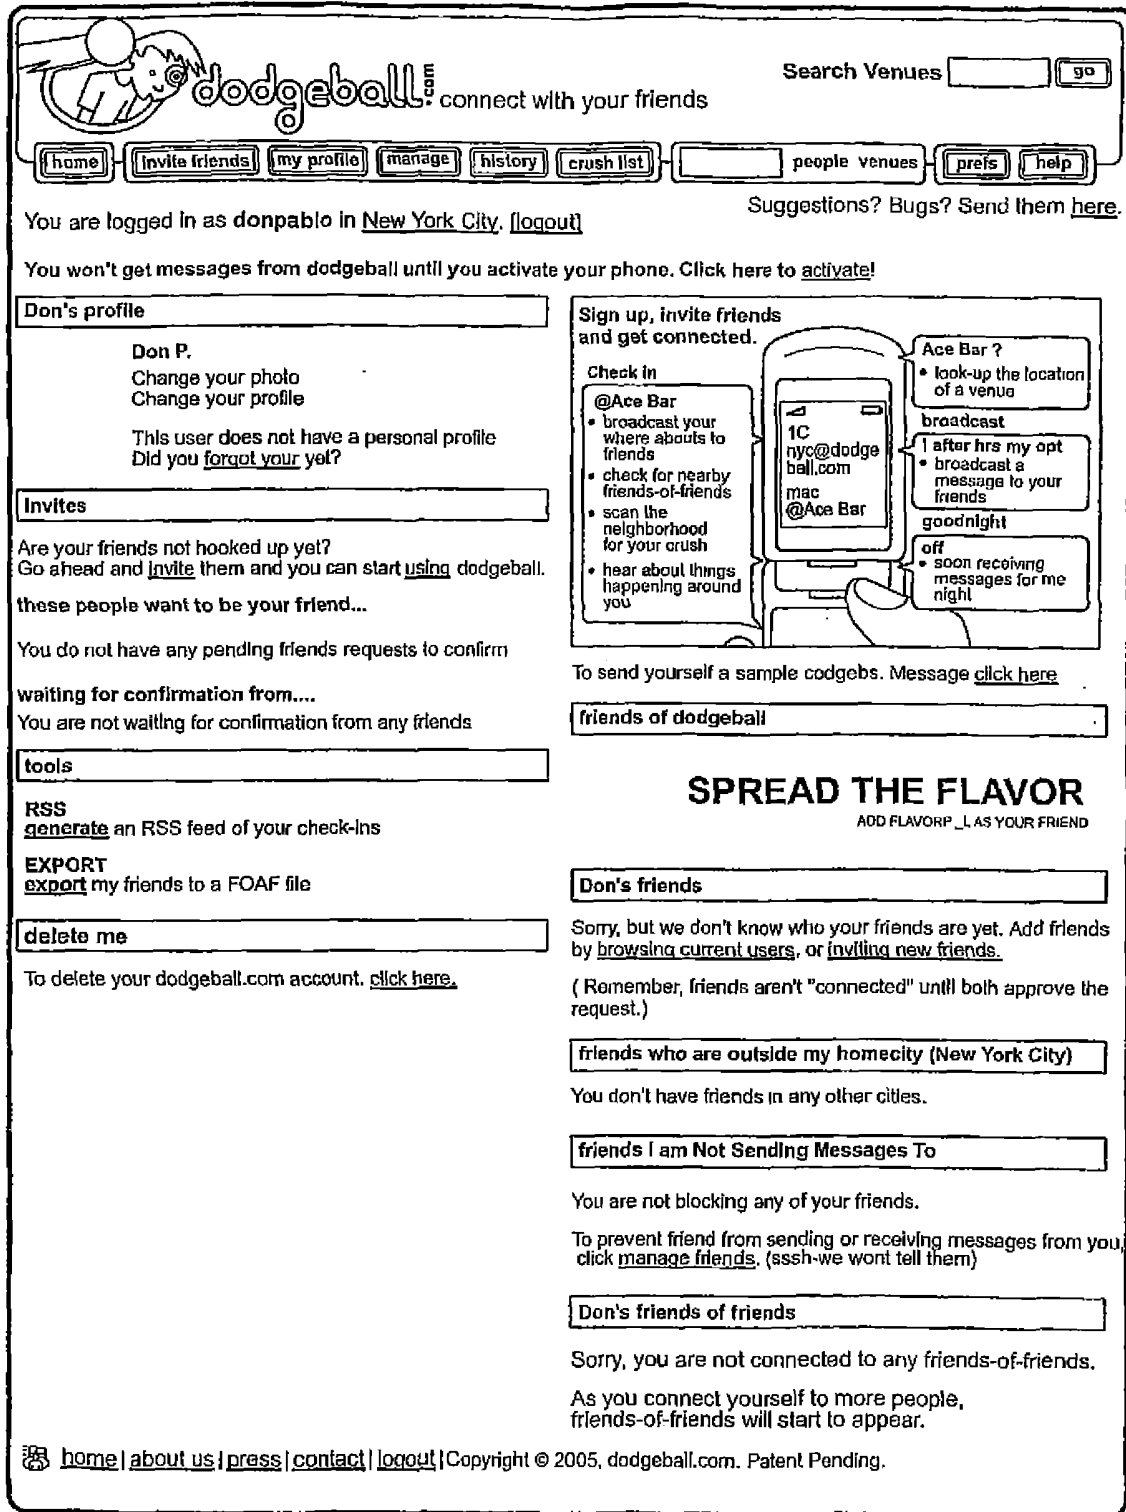 dodgeball.com connect with your friends
Search Venues go
home invite friends my profile manage history crush list people venues prefs help
Suggestions? Bugs? Send them here.
You are logged in as donpablo in New York City. [logout]
You won't get messages from dodgeball until you activate your phone. Click here to activate!
Don's profile
Don P.
Change your photo
Change your profile
This user does not have a personal profile
Did you forgot your yet?
Invites
Are your friends not hooked up yet?
Go ahead and invite them and you can start using dodgeball.
these people want to be your friend...
You do not have any pending friends requests to confirm
waiting for confirmation from....
You are not waiting for confirmation from any friends
tools
RSS
generate an RSS feed of your check-ins
EXPORT
export my friends to a FOAF file
delete me
To delete your dodgeball.com account. click here.
Sign up, invite friends
and get connected.
Check in
@Ace Bar
• broadcast your
where abouts to
friends
• check for nearby
friends-of-friends
• scan the
neighborhood
for your crush
• hear about things
happening around
you
1C
nyc@dodge
ball.com
mac
@Ace Bar
Ace Bar ?
• look-up the location
of a venue
broadcast
! after hrs my opt
• broadcast a
message to your
friends
goodnight
off
• soon receiving
messages for me
night
To send yourself a sample codgebs. Message click here
friends of dodgeball
SPREAD THE FLAVOR
ADD FLAVORP _L AS YOUR FRIEND
Don's friends
Sorry, but we don't know who your friends are yet. Add friends
by browsing current users, or inviting new friends.
( Remember, friends aren't "connected" until both approve the
request.)
friends who are outside my homecity (New York City)
You don't have friends in any other cities.
friends I am Not Sending Messages To
You are not blocking any of your friends.
To prevent friend from sending or receiving messages from you,
click manage friends. (sssh-we wont tell them)
Don's friends of friends
Sorry, you are not connected to any friends-of-friends.
As you connect yourself to more people,
friends-of-friends will start to appear.
home | about us | press | contact | logout | Copyright © 2005, dodgeball.com. Patent Pending.